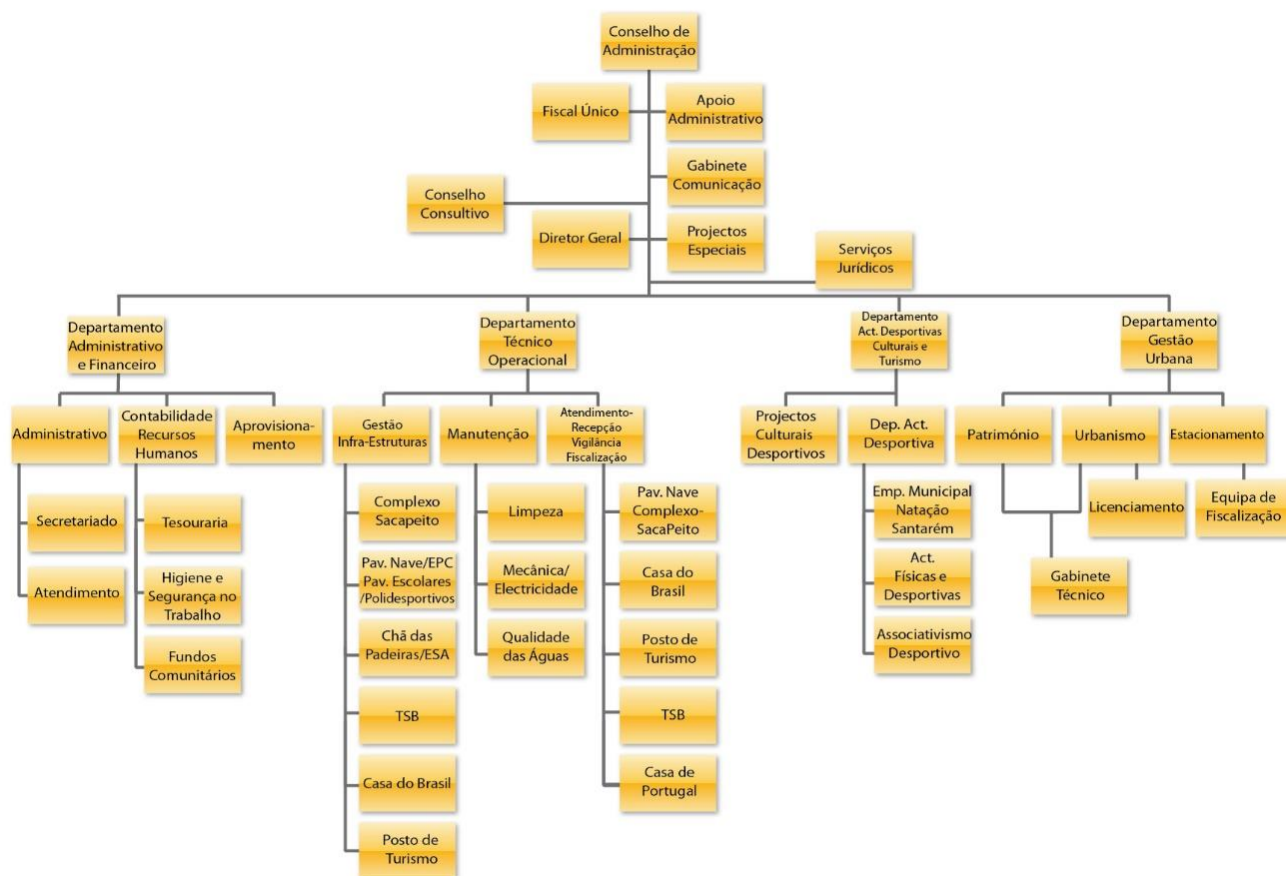 Conselho de
Administração
Fiscal Único
Apoio
Administrativo
Gabinete
Comunicação
Conselho
Consultivo
Diretor Geral
Projectos
Especiais
Serviços
Jurídicos
Departamento
Administrativo
e Financeiro
Departamento
Técnico
Operacional
Departamento
Act. Desportivas
Culturais e
Turismo
Departamento
Gestão
Urbana
Administrativo
Contabilidade
Recursos
Humanos
Aprovisiona-
mento
Gestão
Infra-Estruturas
Manutenção
Atendimento-
Recepção
Vigilância
Fiscalização
Projectos
Culturais
Desportivos
Dep. Act.
Desportiva
Património
Urbanismo
Estacionamento
Secretariado
Atendimento
Tesouraria
Higiene e
Segurança no
Trabalho
Fundos
Comunitários
Complexo
Sacapeito
Pav. Nave/EPC
Pav. Escolares
/Polidesportivos
Chã das
Padeiras/ESA
TSB
Casa do Brasil
Posto de
Turismo
Limpeza
Mecânica/
Electricidade
Qualidade
das Águas
Pav. Nave
Complexo-
SacaPeito
Casa do
Brasil
Posto de
Turismo
TSB
Casa de
Portugal
Emp. Municipal
Natação
Santarém
Act.
Físicas e
Desportivas
Associativismo
Desportivo
Licenciamento
Equipa de
Fiscalização
Gabinete
Técnico